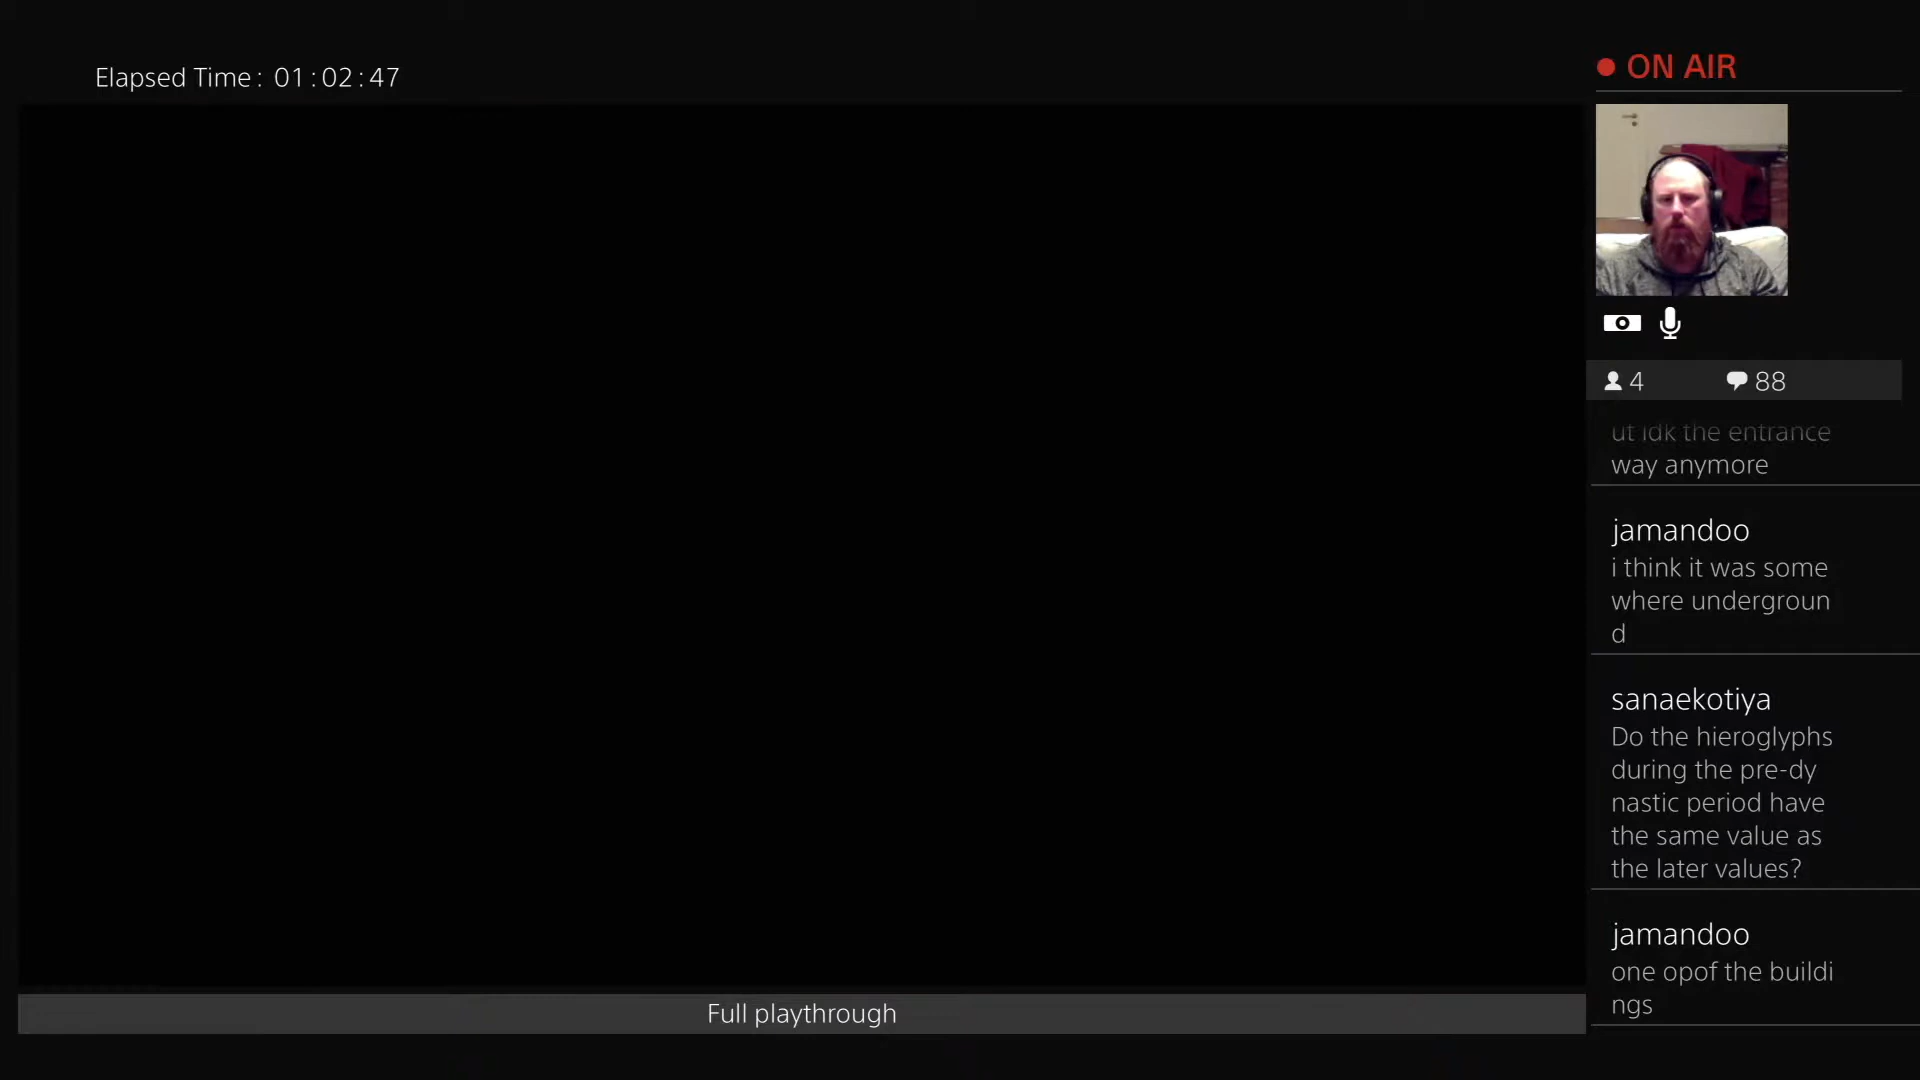 Elapsed Time: 01:02:47
ON AIR
4 88
ut idk the entrance
way anymore
jamandoo
i think it was some
where undergroun
d
sanaekotiya
Do the hieroglyphs
during the pre-dy
nastic period have
the same value as
the later values?
jamandoo
one opof the buildi
ngs
Full playthrough